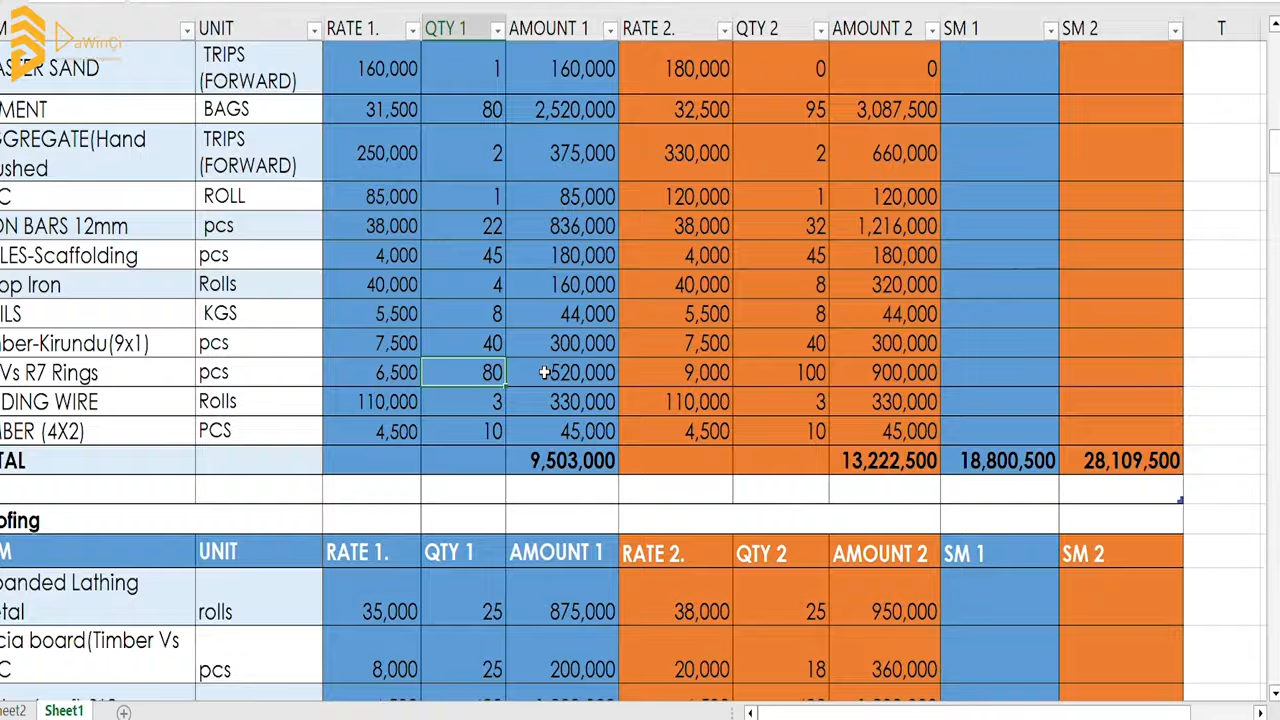 M UNIT RATE 1. QTY 1 AMOUNT 1 RATE 2. QTY 2 AMOUNT 2 SM 1 SM 2 T
aWinCi
ASTER SAND TRIPS (FORWARD) 160,000 1 160,000 180,000 0 0
MENT BAGS 31,500 80 2,520,000 32,500 95 3,087,500
GGREGATE(Hand
ushed TRIPS (FORWARD) 250,000 2 375,000 330,000 2 660,000
C ROLL 85,000 1 85,000 120,000 1 120,000
ON BARS 12mm pcs 38,000 22 836,000 38,000 32 1,216,000
LES-Scaffolding pcs 4,000 45 180,000 4,000 45 180,000
op Iron Rolls 40,000 4 160,000 40,000 8 320,000
ILS KGS 5,500 8 44,000 5,500 8 44,000
mber-Kirundu(9x1) pcs 7,500 40 300,000 7,500 40 300,000
Vs R7 Rings pcs 6,500 80 520,000 9,000 100 900,000
DING WIRE Rolls 110,000 3 330,000 110,000 3 330,000
MBER (4X2) PCS 4,500 10 45,000 4,500 10 45,000
TAL 9,503,000 13,222,500 18,800,500 28,109,500
ofing
M UNIT RATE 1. QTY 1 AMOUNT 1 RATE 2. QTY 2 AMOUNT 2 SM 1 SM 2
panded Lathing
etal rolls 35,000 25 875,000 38,000 25 950,000
cia board(Timber Vs
C pcs 8,000 25 200,000 20,000 18 360,000
heet2 Sheet1